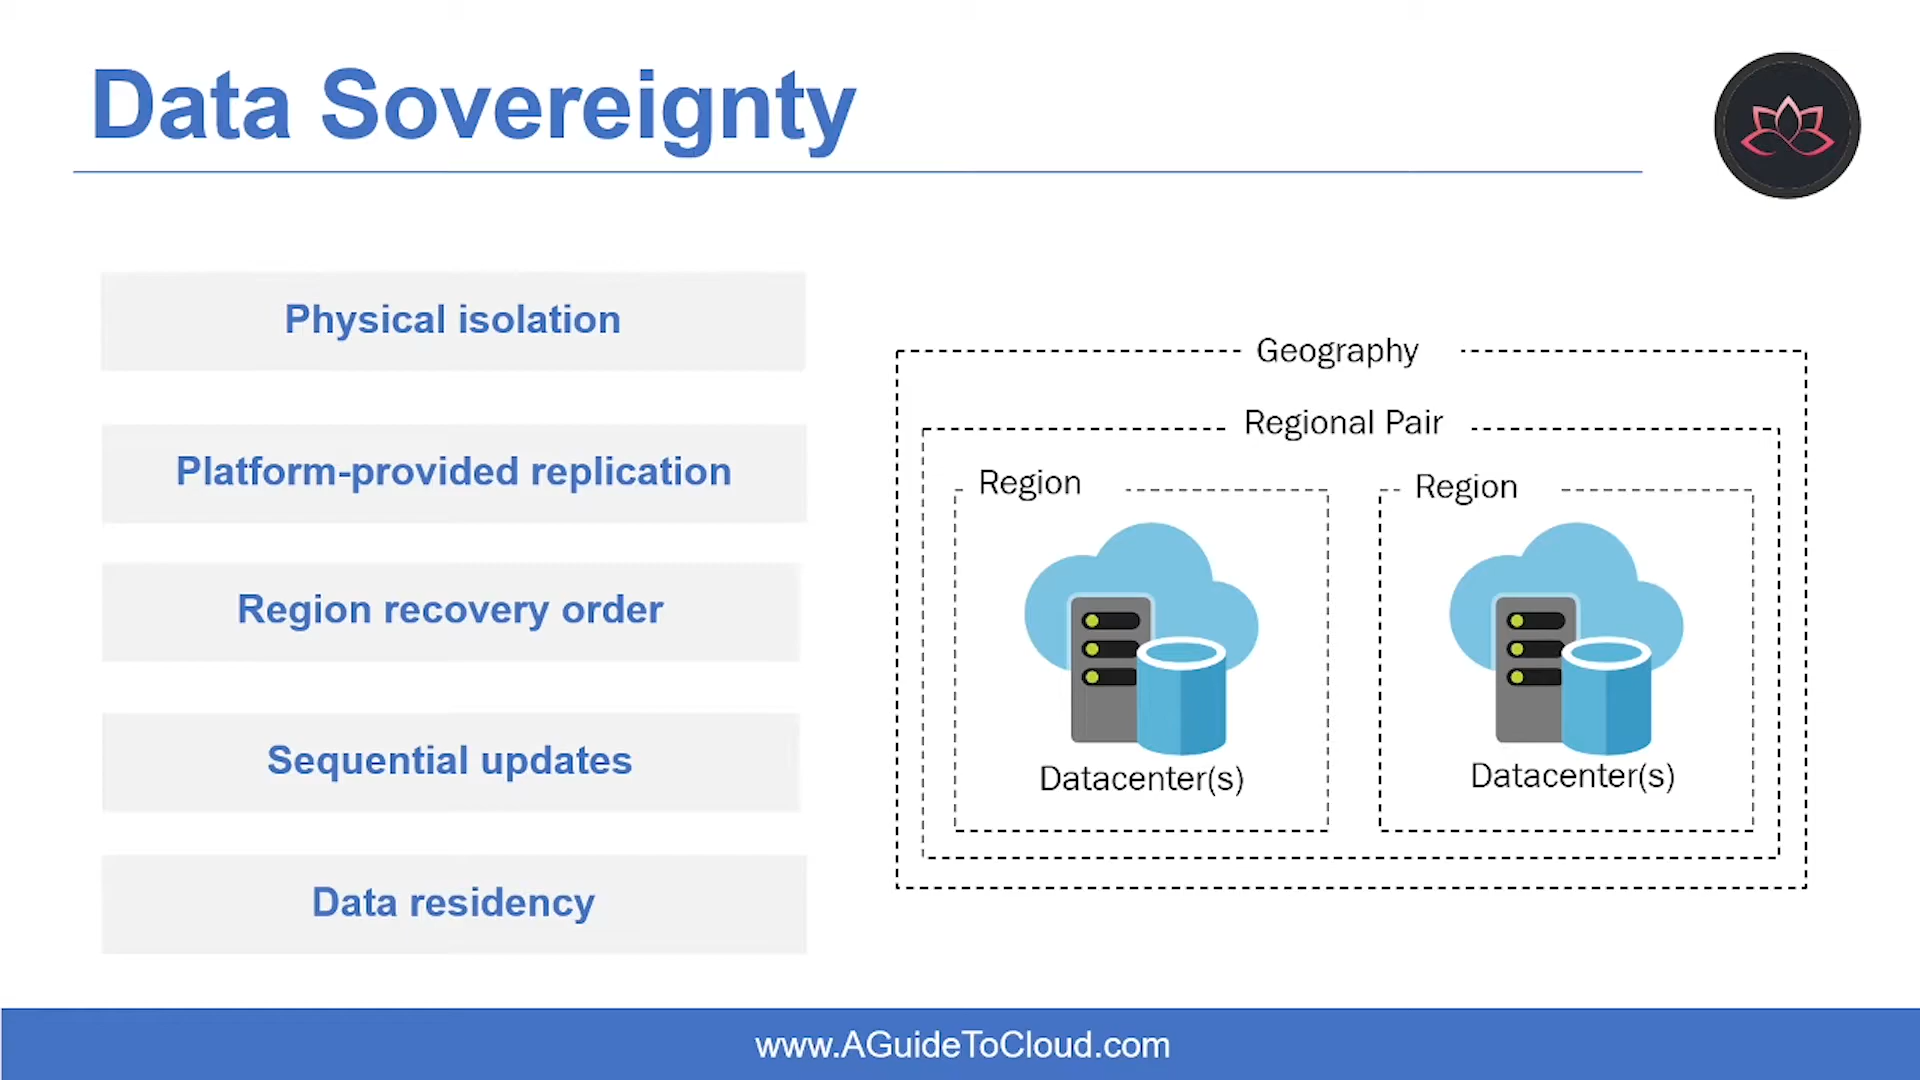 Data Sovereignty
Physical isolation
Platform-provided replication
Region recovery order
Sequential updates
Data residency
Geography
Regional Pair
Region
Region
Datacenter(s)
Datacenter(s)
www.AGuideToCloud.com